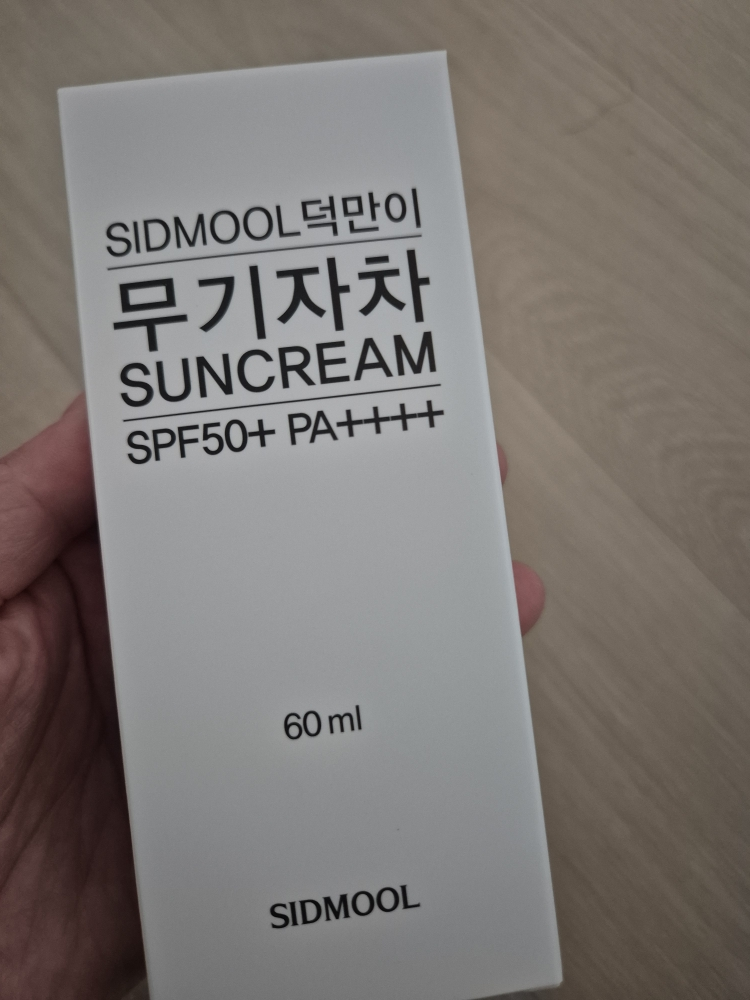 SIDMOOL덕만이
무기자차
SUNCREAM
SPF50+ PA++++
60 ml
SIDMOOL